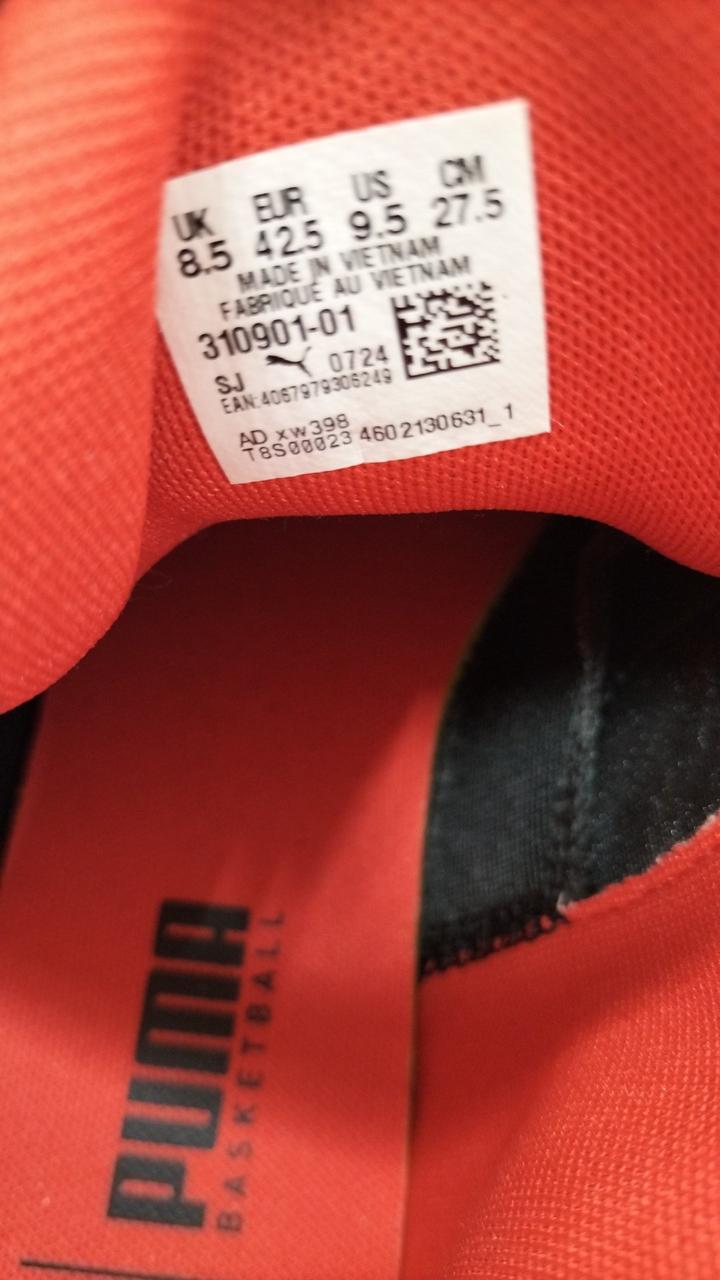 UK EUR US CM
8.5 42.5 9.5 27.5
MADE IN VIETNAM
FABRIQUÉ AU VIETNAM
310901-01
SJ 0724
EAN:4067979306249
AD xw398
T8S00023 4602130631_1
PUMA
BASKETBALL